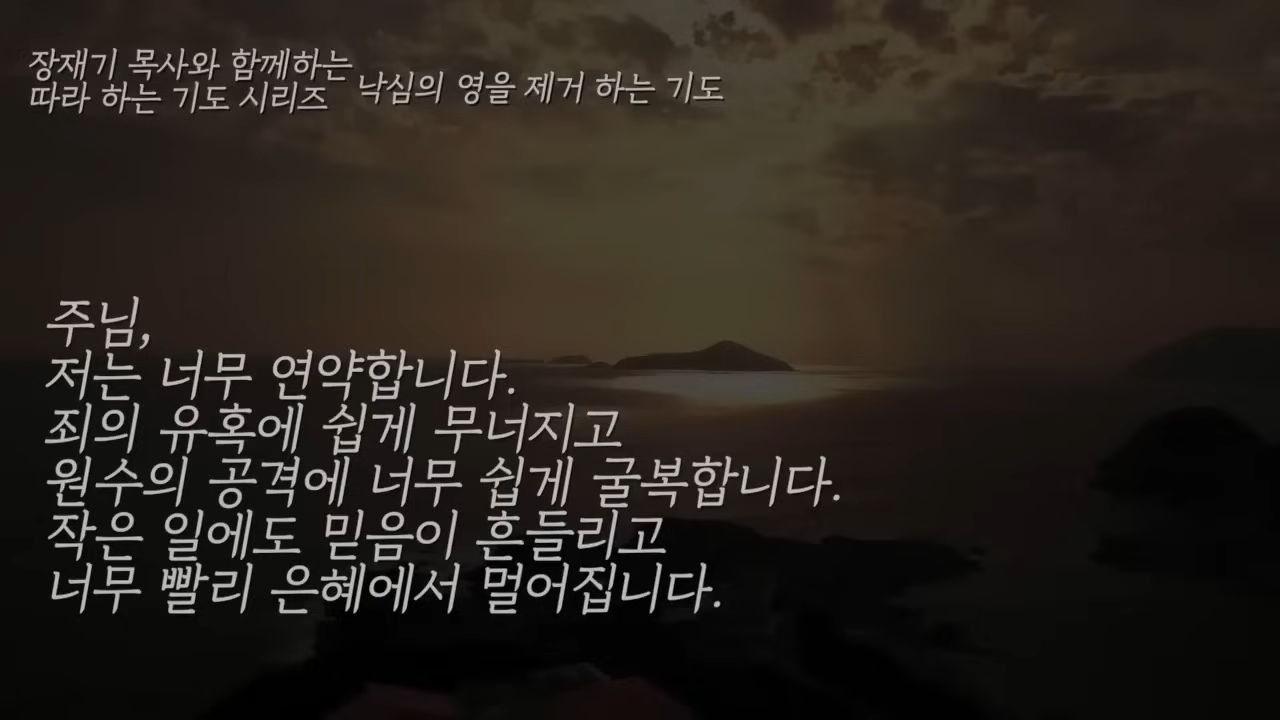 장재기 목사와 함께하는
따라 하는 기도 시리즈
낙심의 영을 제거 하는 기도
주님,
저는 너무 연약합니다.
죄의 유혹에 쉽게 무너지고
원수의 공격에 너무 쉽게 굴복합니다.
작은 일에도 믿음이 흔들리고
너무 빨리 은혜에서 멀어집니다.